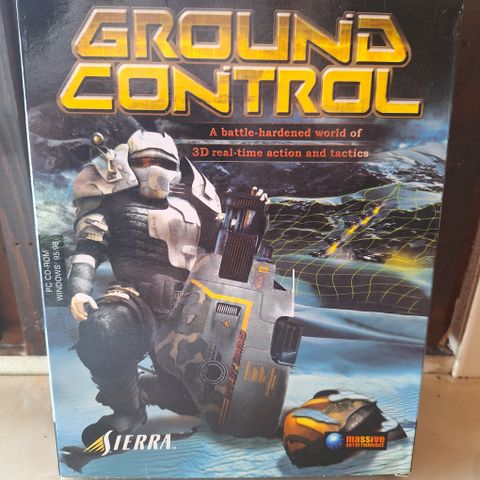 GROUND
CONTROL
A battle-hardened world of
3D real-time action and tactics
PC CD-ROM
WINDOWS 95/98
SIERRA
massive
entertainment